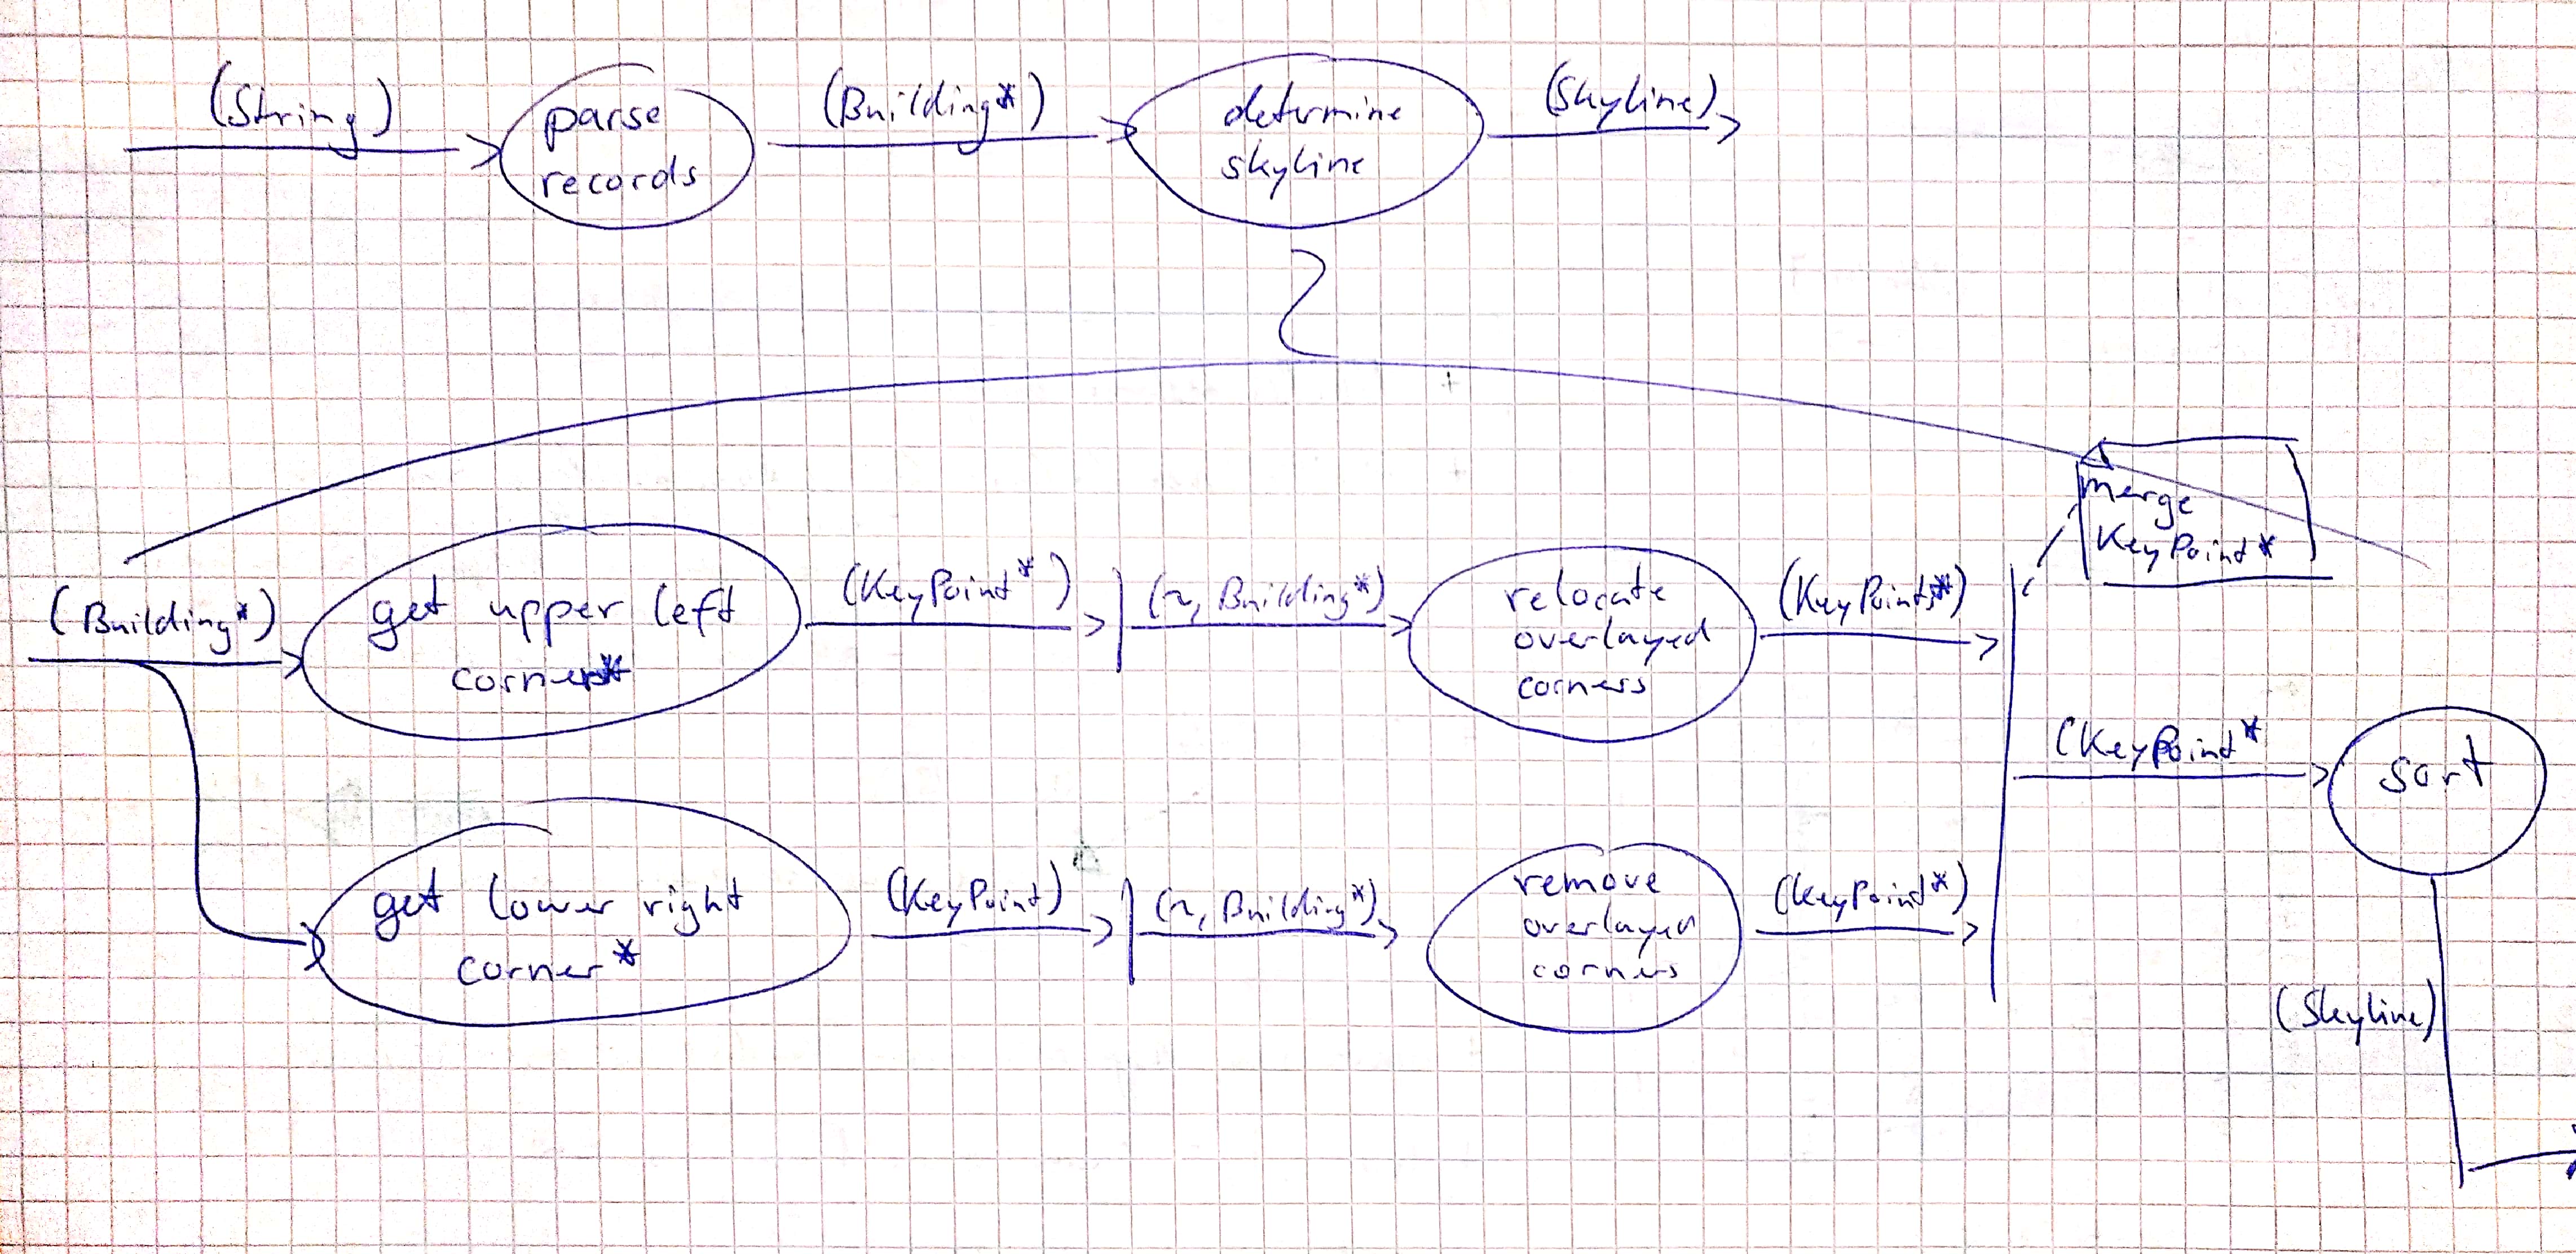 (String)
parse
records
(Building*)
determine
skyline
(Skyline)
merge
KeyPoint*
(Building*)
get upper left
corner*
(KeyPoint*)
(~, Building*)
relocate
overlayed
corners
(KeyPoint*)
(KeyPoint*
sort
get lower right
corner*
(KeyPoint)
(~, Building*)
remove
overlayed
corners
(KeyPoint*)
(Skyline)